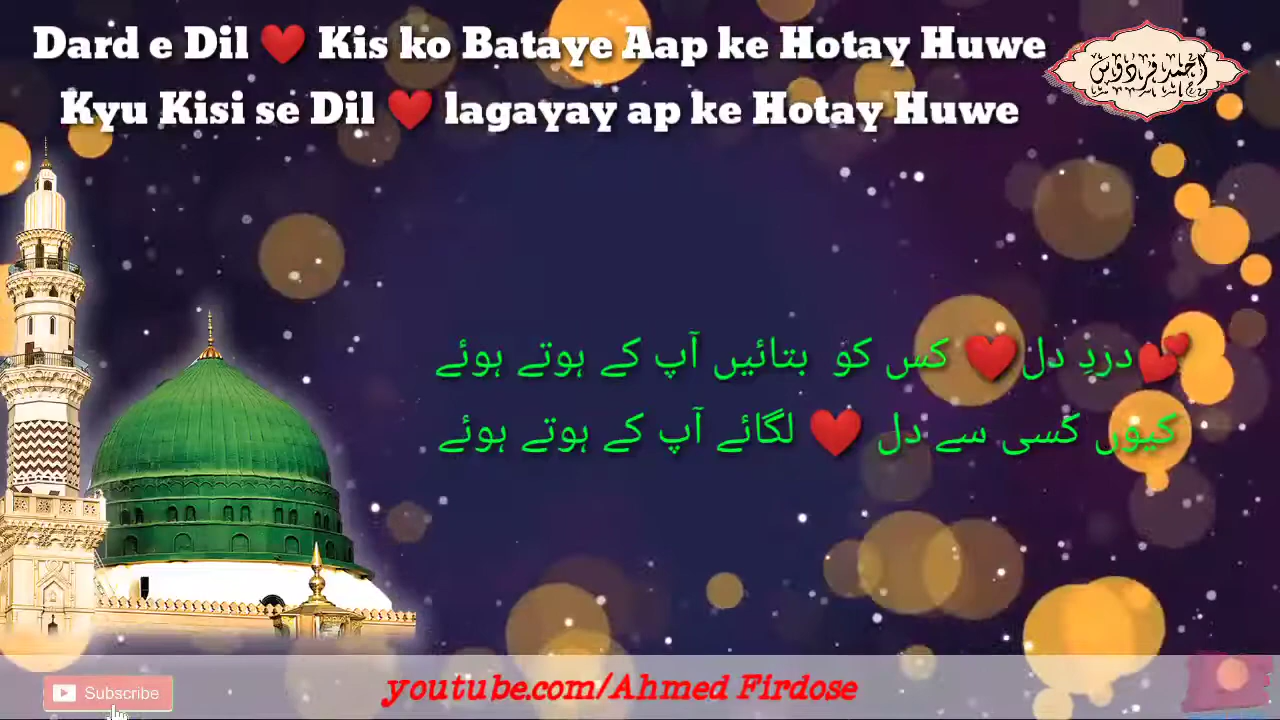 Dard e Dil ❤️ Kis ko Bataye Aap ke Hotay Huwe
Kyu Kisi se Dil ❤️ lagayay ap ke Hotay Huwe
احمد فردوس
💕دردِ دل❤️ کس کو بتائیں آپ کے ہوتے ہوئے
کیوں کسی سے دل ❤️ لگائے آپ کے ہوتے ہوئے
Subscribe
youtube.com/Ahmed Firdose